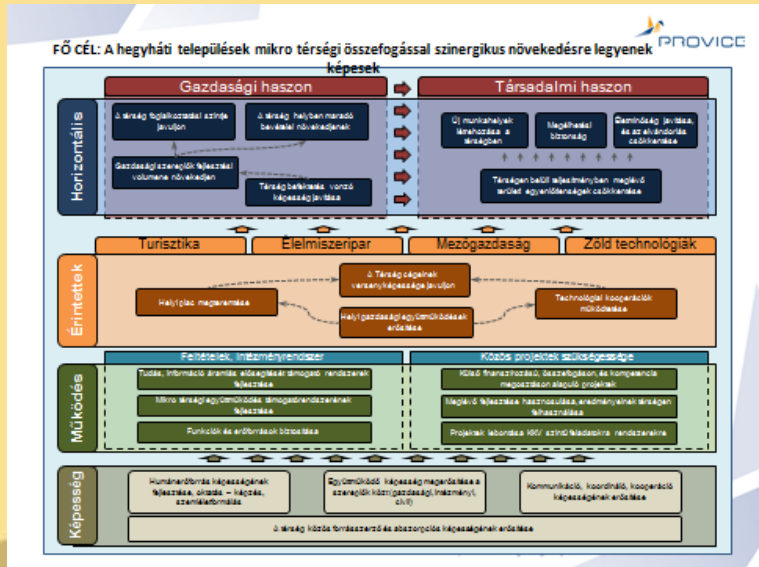 PROVICE
FŐ CÉL: A hegyháti települések mikro térségi összefogással szinergikus növekedésre legyenek
képesek
Gazdasági haszon
Társadalmi haszon
Horizontális
A térség foglalkoztatási szintje
javuljon
A térség helyben maradó
bevételei növekedjenek
Gazdasági szereplők fejlesztési
volumene növekedjen
Térség befektetés vonzó
képesség javítása
Új munkahelyek
létrehozása a
térségben
Megélhetési
biztonság
Életminőség javítása,
és az elvándorlás
csökkentése
Térségen belüli teljesítményben meglévő
területi egyenlőtlenségek csökkentése
Turisztika
Élelmiszeripar
Mezőgazdaság
Zöld technológiák
Érintettek
A Térség cégeinek
versenyképessége javuljon
Helyi piac megteremtése
Technológiai kooperációk
működtetése
Helyi gazdasági együttműködések
erősítése
Működés
Feltételek, intézményrendszer
Közös projektek szükségessége
Tudás, információ áramlás elősegítését támogató rendszerek
fejlesztése
Mikro térségi együttműködés támogatórendszerének
fejlesztése
Funkciók és erőforrások biztosítása
Külső finanszírozású, összefogáson, és kompetencia
megosztáson alapuló projektek
Meglévő fejlesztése hasznosulása, eredményeinek térségen
felhasználása
Projektek lebontása KKV szintű feladatokra rendszerekre
Képesség
Humánerőforrás képességének
fejlesztése, oktatás – képzés,
szemléletformálás
Együttműködő képesség megerősítése a
szereplők közt (gazdasági, intézményi,
civil)
Kommunikáció, koordináló, kooperáció
képességének erősítése
A térség közös forrásszerző és abszorpciós képességének erősítése